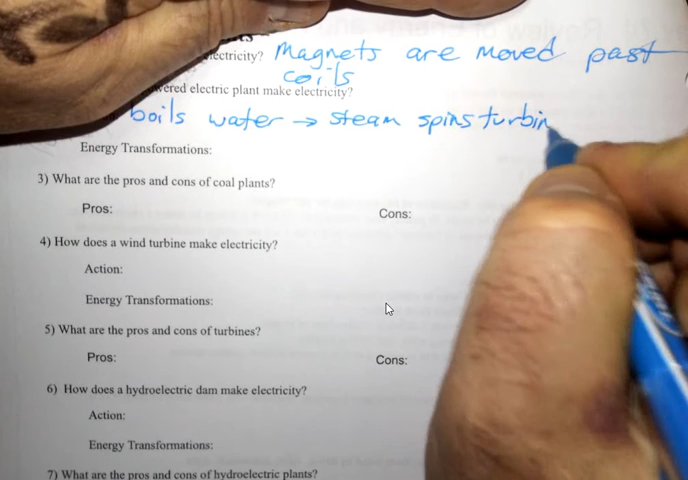 lectricity? Magnets are moved past
coils
wered electric plant make electricity?
boils water → steam spins turbin
Energy Transformations:
3) What are the pros and cons of coal plants?
Pros: Cons:
4) How does a wind turbine make electricity?
Action:
Energy Transformations:
5) What are the pros and cons of turbines?
Pros: Cons:
6) How does a hydroelectric dam make electricity?
Action:
Energy Transformations:
7) What are the pros and cons of hydroelectric plants?